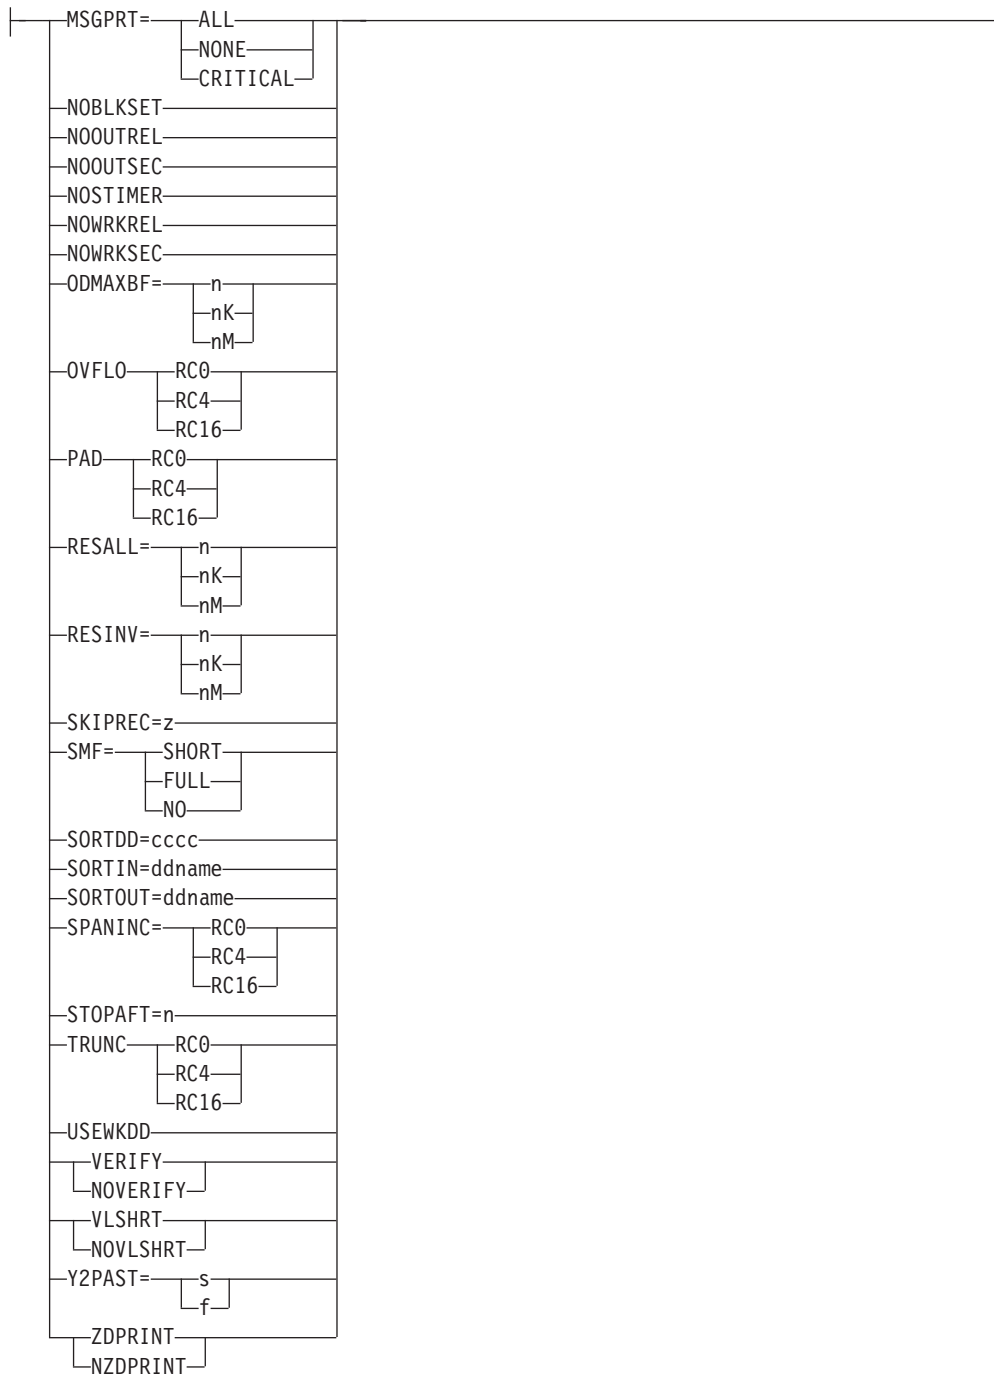 MSGPRT= ALL
NONE
CRITICAL
NOBLKSET
NOOUTREL
NOOUTSEC
NOSTIMER
NOWRKREL
NOWRKSEC
ODMAXBF= n
nK
nM
OVFLO RC0
RC4
RC16
PAD RC0
RC4
RC16
RESALL= n
nK
nM
RESINV= n
nK
nM
SKIPREC=z
SMF= SHORT
FULL
NO
SORTDD=cccc
SORTIN=ddname
SORTOUT=ddname
SPANINC= RC0
RC4
RC16
STOPAFT=n
TRUNC RC0
RC4
RC16
USEWKDD
VERIFY
NOVERIFY
VLSHRT
NOVLSHRT
Y2PAST= s
f
ZDPRINT
NZDPRINT